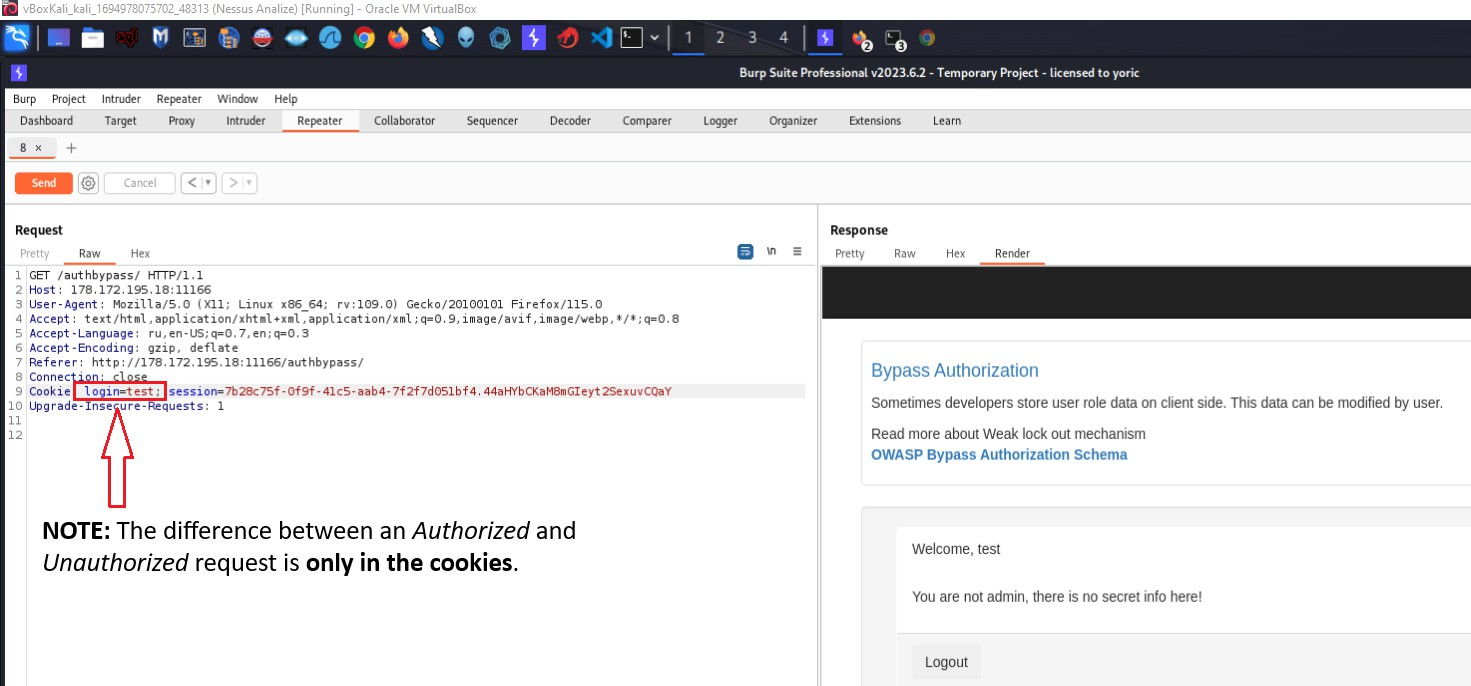 vBoxKali_kali_1694978075702_48313 (Nessus Analize) [Running] - Oracle VM VirtualBox
1 2 3 4 2 3
Burp Suite Professional v2023.6.2 - Temporary Project - licensed to yoric
Burp Project Intruder Repeater Window Help
Dashboard Target Proxy Intruder Repeater Collaborator Sequencer Decoder Comparer Logger Organizer Extensions Learn
8 × +
Send Cancel < >
Request
Pretty Raw Hex \n
1 GET /authbypass/ HTTP/1.1
2 Host: 178.172.195.18:11166
3 User-Agent: Mozilla/5.0 (X11; Linux x86_64; rv:109.0) Gecko/20100101 Firefox/115.0
4 Accept: text/html,application/xhtml+xml,application/xml;q=0.9,image/avif,image/webp,*/*;q=0.8
5 Accept-Language: ru,en-US;q=0.7,en;q=0.3
6 Accept-Encoding: gzip, deflate
7 Referer: http://178.172.195.18:11166/authbypass/
8 Connection: close
9 Cookie login=test; session=7b28c75f-0f9f-41c5-aab4-7f2f7d051bf4.44aHYbCKaM8mGIeyt2SexuvCQaY
10 Upgrade-Insecure-Requests: 1
11
12
NOTE: The difference between an Authorized and
Unauthorized request is only in the cookies.
Response
Pretty Raw Hex Render
Bypass Authorization
Sometimes developers store user role data on client side. This data can be modified by user.
Read more about Weak lock out mechanism
OWASP Bypass Authorization Schema
Welcome, test
You are not admin, there is no secret info here!
Logout